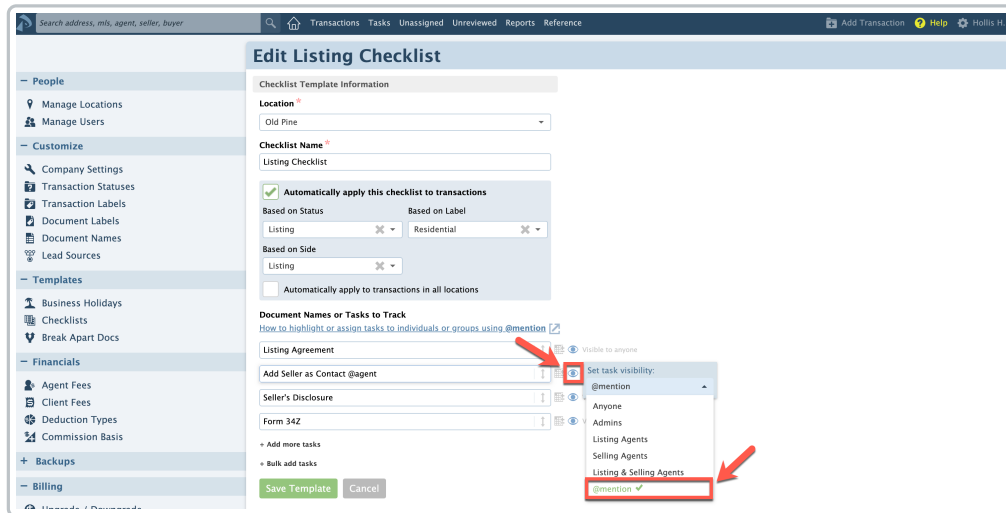 Search address, mls, agent, seller, buyer
Transactions Tasks Unassigned Unreviewed Reports Reference
Add Transaction
? Help
Hollis H.
Edit Listing Checklist
− People
Manage Locations
Manage Users
− Customize
Company Settings
Transaction Statuses
Transaction Labels
Document Labels
Document Names
Lead Sources
− Templates
Business Holidays
Checklists
Break Apart Docs
− Financials
Agent Fees
Client Fees
Deduction Types
Commission Basis
+ Backups
− Billing
Checklist Template Information
Location *
Old Pine
Checklist Name *
Listing Checklist
Automatically apply this checklist to transactions
Based on Status Based on Label
Listing Residential
Based on Side
Listing
Automatically apply to transactions in all locations
Document Names or Tasks to Track
How to highlight or assign tasks to individuals or groups using @mention
Listing Agreement
Visible to anyone
Add Seller as Contact @agent
Seller's Disclosure
Form 34Z
+ Add more tasks
+ Bulk add tasks
Save Template Cancel
Set task visibility:
@mention
Anyone
Admins
Listing Agents
Selling Agents
Listing & Selling Agents
@mention